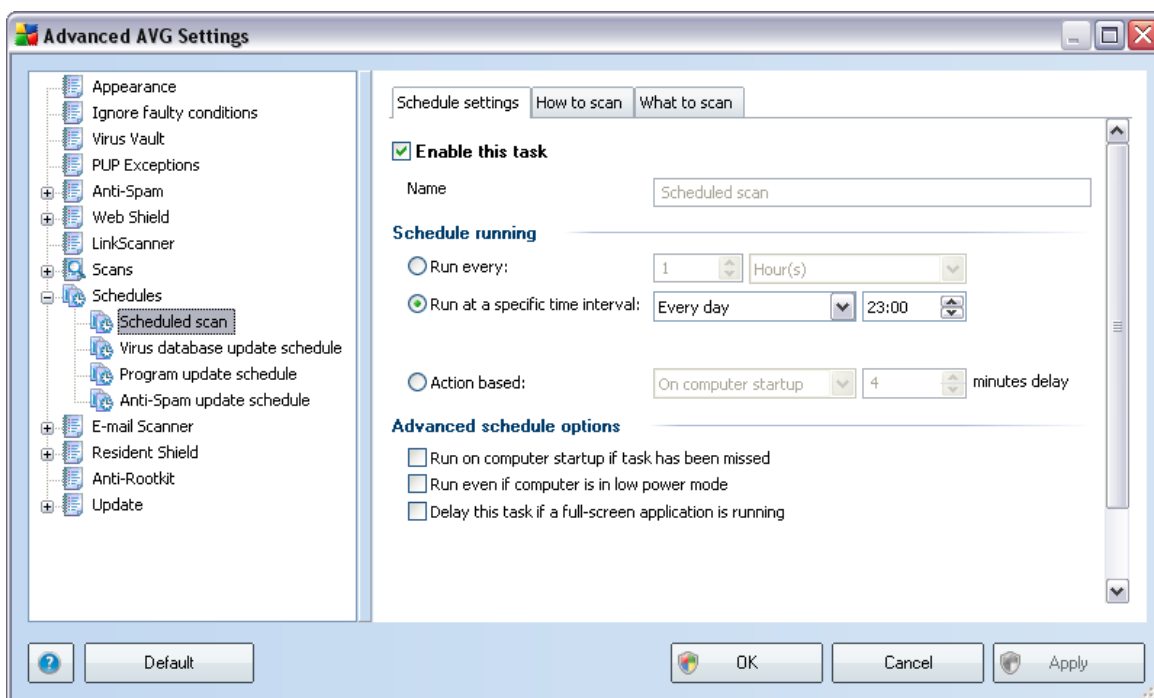 Advanced AVG Settings
Appearance
Ignore faulty conditions
Virus Vault
PUP Exceptions
Anti-Spam
Web Shield
LinkScanner
Scans
Schedules
Scheduled scan
Virus database update schedule
Program update schedule
Anti-Spam update schedule
E-mail Scanner
Resident Shield
Anti-Rootkit
Update
Schedule settings How to scan What to scan
Enable this task
Name Scheduled scan
Schedule running
Run every: 1 Hour(s)
Run at a specific time interval: Every day 23:00
Action based: On computer startup 4 minutes delay
Advanced schedule options
Run on computer startup if task has been missed
Run even if computer is in low power mode
Delay this task if a full-screen application is running
? Default OK Cancel Apply